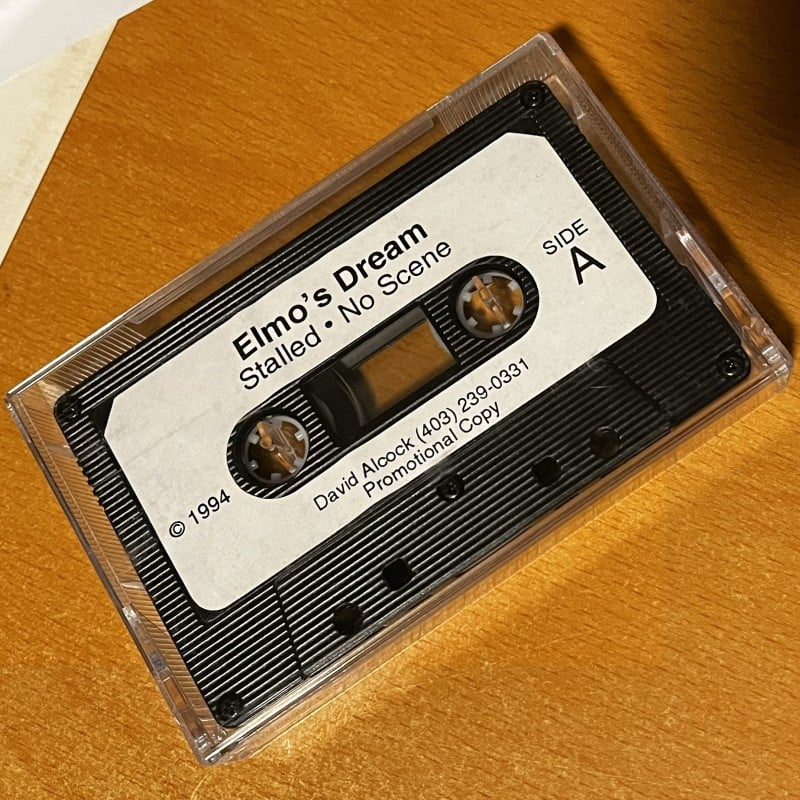 Elmo's Dream
Stalled • No Scene
SIDE
A
© 1994
David Alcock (403) 239-0331
Promotional Copy